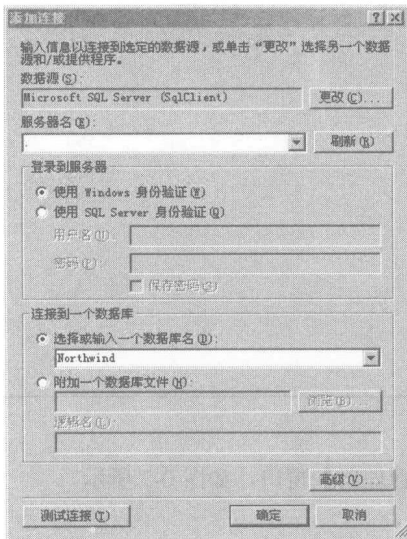 添加连接
输入信息以连接到选定的数据源，或单击“更改”选择另一个数据
源和/或提供程序。
数据源(S):
Microsoft SQL Server (SqlClient)
更改(C)...
服务器名(E):
.
刷新(R)
登录到服务器
使用 Windows 身份验证(W)
使用 SQL Server 身份验证(Q)
用户名(U):
密码(P):
保存密码(S)
连接到一个数据库
选择或输入一个数据库名(D):
Northwind
附加一个数据库文件(H):
浏览(B)...
逻辑名(L):
高级(V)...
测试连接(T)
确定
取消